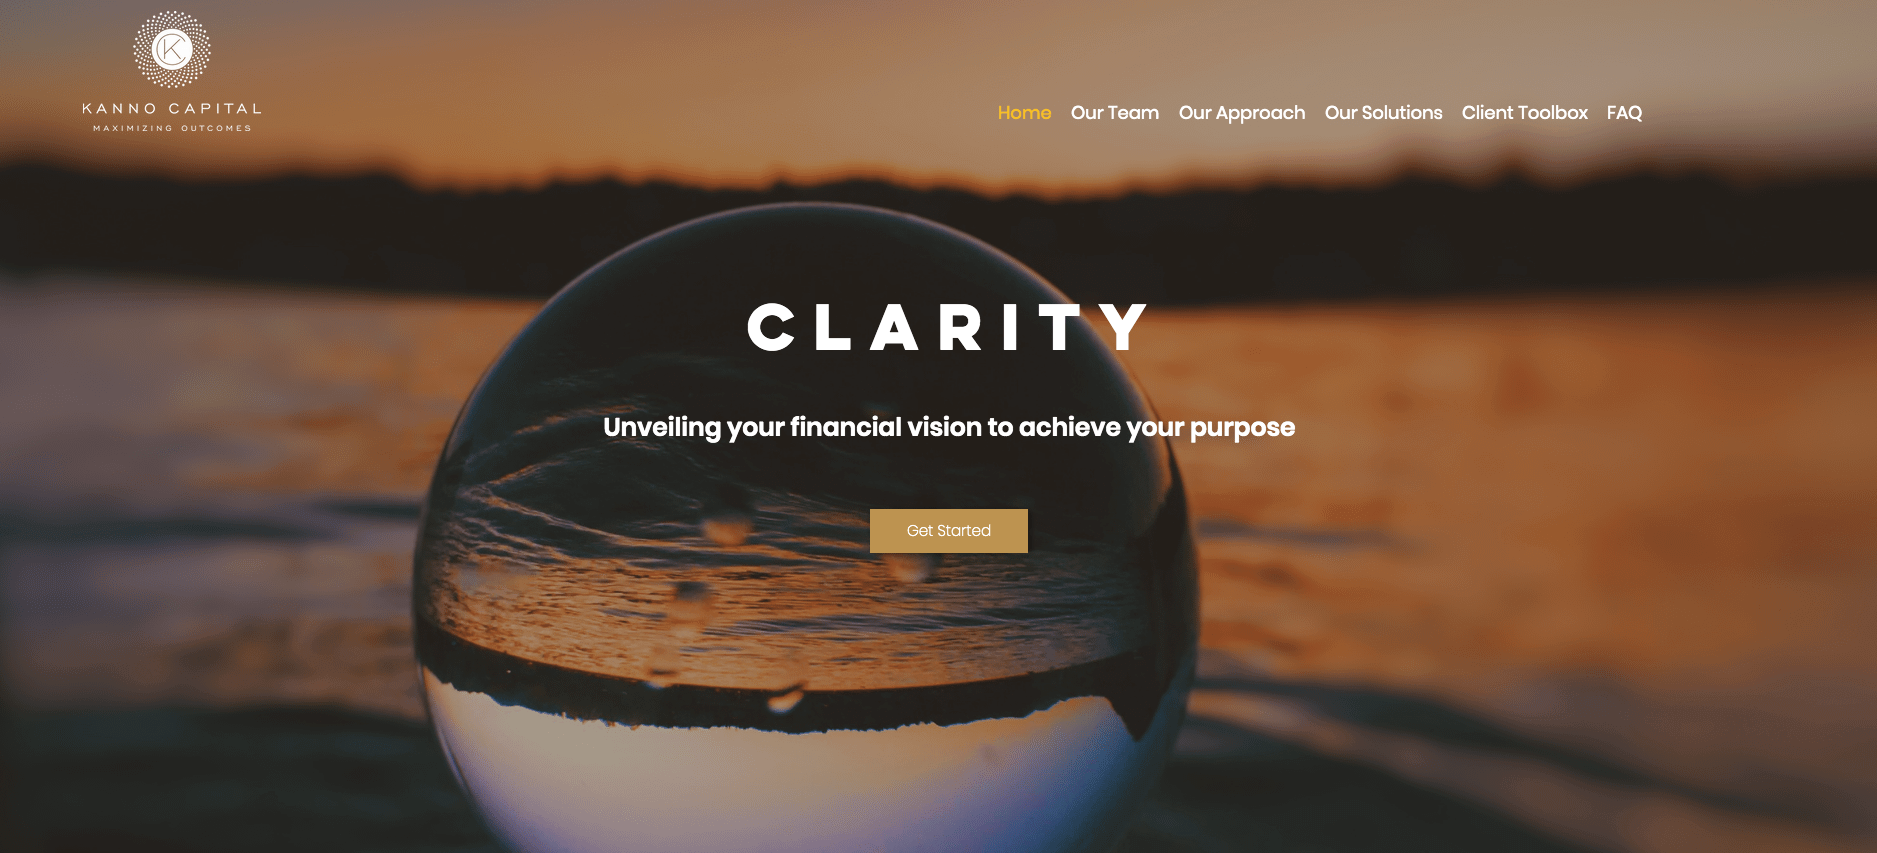 K
KANNO CAPITAL
MAXIMIZING OUTCOMES
Home Our Team Our Approach Our Solutions Client Toolbox FAQ
CLARITY
Unveiling your financial vision to achieve your purpose
Get Started